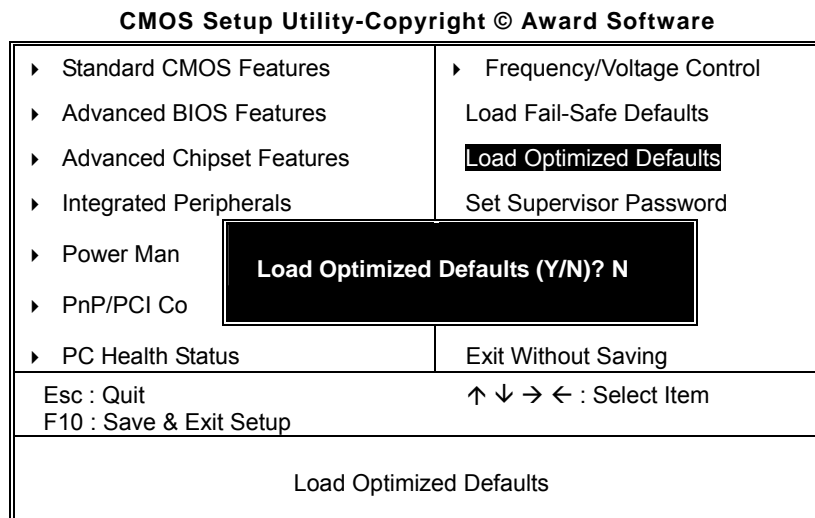 CMOS Setup Utility-Copyright © Award Software
▸ Standard CMOS Features
▸ Advanced BIOS Features
▸ Advanced Chipset Features
▸ Integrated Peripherals
▸ Power Man
▸ PnP/PCI Co
▸ PC Health Status
▸ Frequency/Voltage Control
Load Fail-Safe Defaults
Load Optimized Defaults
Set Supervisor Password
Exit Without Saving
Load Optimized Defaults (Y/N)? N
Esc : Quit
F10 : Save & Exit Setup
↑ ↓ → ← : Select Item
Load Optimized Defaults